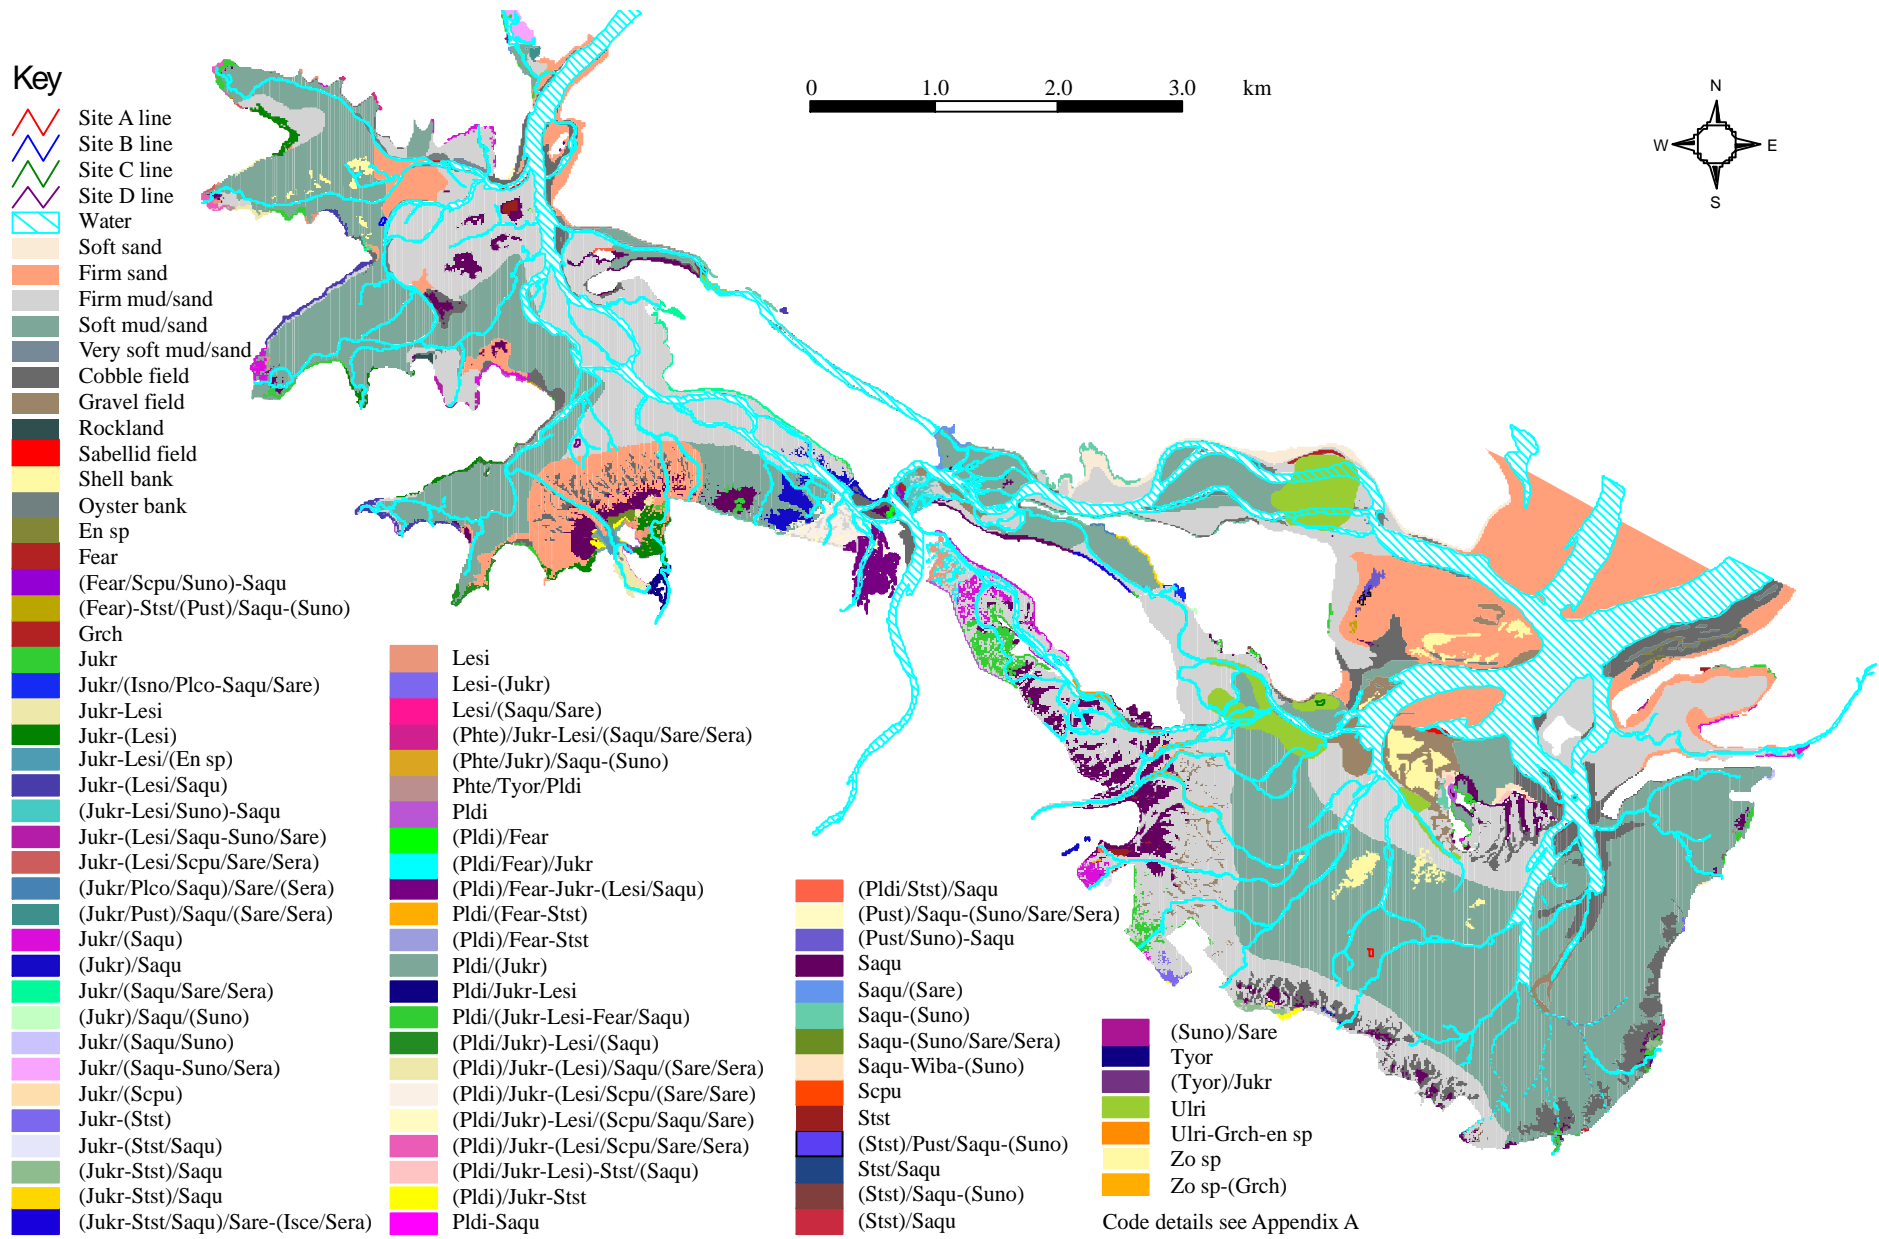 Key
Site A line
Site B line
Site C line
Site D line
Water
Soft sand
Firm sand
Firm mud/sand
Soft mud/sand
Very soft mud/sand
Cobble field
Gravel field
Rockland
Sabellid field
Shell bank
Oyster bank
En sp
Fear
(Fear/Scpu/Suno)-Saqu
(Fear)-Stst/(Pust)/Saqu-(Suno)
Grch
Jukr
Jukr/(Isno/Plco-Saqu/Sare)
Jukr-Lesi
Jukr-(Lesi)
Jukr-Lesi/(En sp)
Jukr-(Lesi/Saqu)
(Jukr-Lesi/Suno)-Saqu
Jukr-(Lesi/Saqu-Suno/Sare)
Jukr-(Lesi/Scpu/Sare/Sera)
(Jukr/Plco/Saqu)/Sare/(Sera)
(Jukr/Pust)/Saqu/(Sare/Sera)
Jukr/(Saqu)
(Jukr)/Saqu
Jukr/(Saqu/Sare/Sera)
(Jukr)/Saqu/(Suno)
Jukr/(Saqu/Suno)
Jukr/(Saqu-Suno/Sera)
Jukr/(Scpu)
Jukr-(Stst)
Jukr-(Stst/Saqu)
(Jukr-Stst)/Saqu
(Jukr-Stst)/Saqu
(Jukr-Stst/Saqu)/Sare-(Isce/Sera)
Lesi
Lesi-(Jukr)
Lesi/(Saqu/Sare)
(Phte)/Jukr-Lesi/(Saqu/Sare/Sera)
(Phte/Jukr)/Saqu-(Suno)
Phte/Tyor/Pldi
Pldi
(Pldi)/Fear
(Pldi/Fear)/Jukr
(Pldi)/Fear-Jukr-(Lesi/Saqu)
Pldi/(Fear-Stst)
(Pldi)/Fear-Stst
Pldi/(Jukr)
Pldi/Jukr-Lesi
Pldi/(Jukr-Lesi-Fear/Saqu)
(Pldi/Jukr)-Lesi/(Saqu)
(Pldi)/Jukr-(Lesi)/Saqu/(Sare/Sera)
(Pldi)/Jukr-(Lesi/Scpu/(Sare/Sare)
(Pldi/Jukr)-Lesi/(Scpu/Saqu/Sare)
(Pldi)/Jukr-(Lesi/Scpu/Sare/Sera)
(Pldi/Jukr-Lesi)-Stst/(Saqu)
(Pldi)/Jukr-Stst
Pldi-Saqu
(Pldi/Stst)/Saqu
(Pust)/Saqu-(Suno/Sare/Sera)
(Pust/Suno)-Saqu
Saqu
Saqu/(Sare)
Saqu-(Suno)
Saqu-(Suno/Sare/Sera)
Saqu-Wiba-(Suno)
Scpu
Stst
(Stst)/Pust/Saqu-(Suno)
Stst/Saqu
(Stst)/Saqu-(Suno)
(Stst)/Saqu
(Suno)/Sare
Tyor
(Tyor)/Jukr
Ulri
Ulri-Grch-en sp
Zo sp
Zo sp-(Grch)
Code details see Appendix A
0 1.0 2.0 3.0 km
N
W E
S